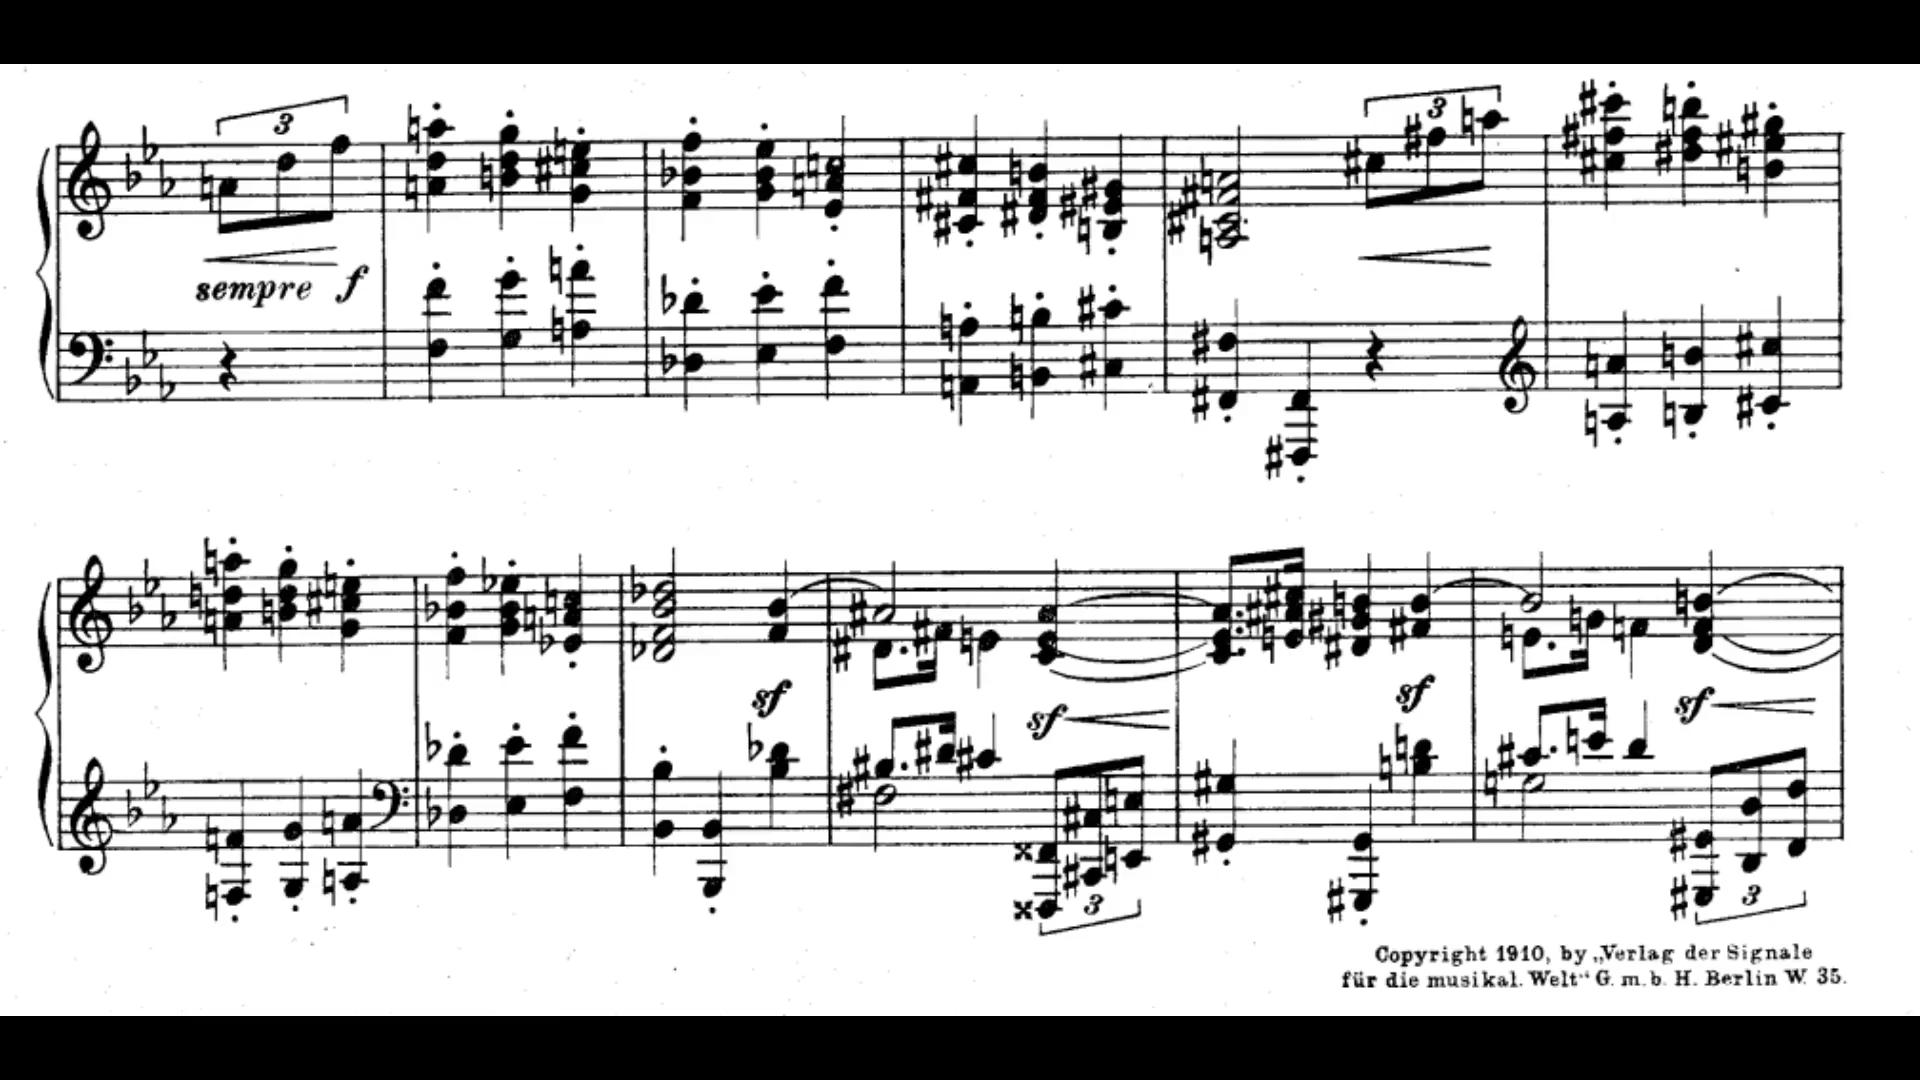 3
3
sempre f
sf
sf
sf
sf
3
3
Copyright 1910, by „Verlag der Signale
für die musikal. Welt“ G. m. b. H. Berlin W. 35.